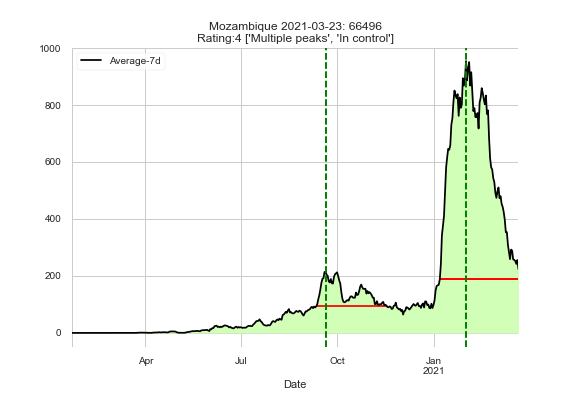 Mozambique 2021-03-23: 66496
Rating:4 ['Multiple peaks', 'In control']
Average-7d
1000
800
600
400
200
0
Apr
Jul
Oct
Jan
2021
Date